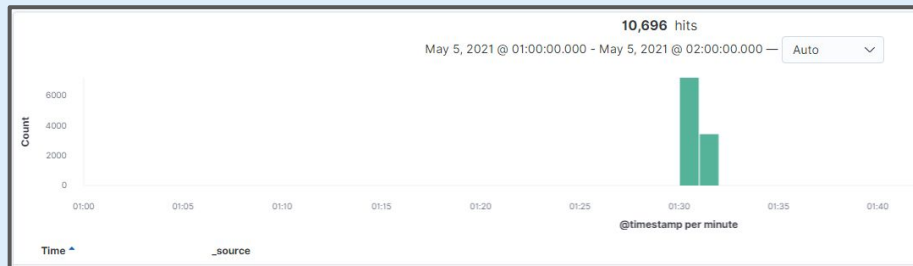 10,696 hits
May 5, 2021 @ 01:00:00.000 - May 5, 2021 @ 02:00:00.000 — Auto
6000
4000
2000
0
Count
01:00 01:05 01:10 01:15 01:20 01:25 01:30 01:35 01:40
@timestamp per minute
Time _source